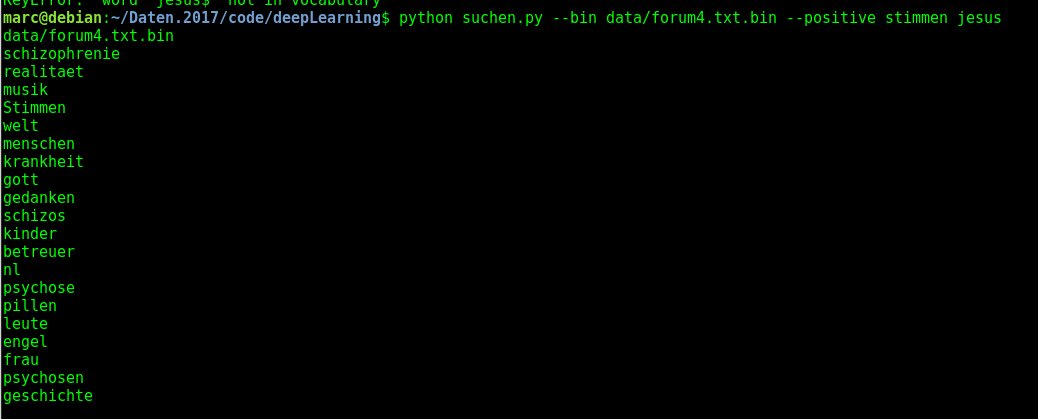 KeyError: "word 'jesus$' not in vocabulary"
marc@debian:~/Daten.2017/code/deepLearning$ python suchen.py --bin data/forum4.txt.bin --positive stimmen jesus
data/forum4.txt.bin
schizophrenie
realitaet
musik
Stimmen
welt
menschen
krankheit
gott
gedanken
schizos
kinder
betreuer
nl
psychose
pillen
leute
engel
frau
psychosen
geschichte